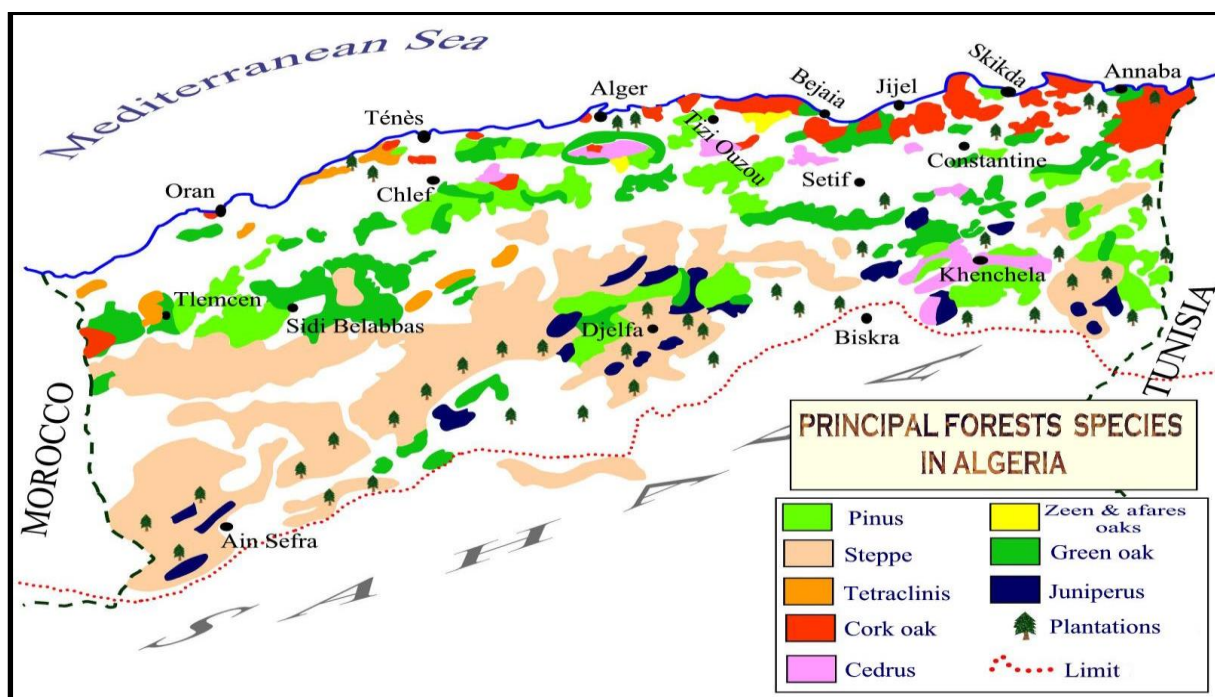 Mediterranean Sea
Skikda
Annaba
Jijel
Bejaia
Alger
Ténès
Tizi Ouzou
Constantine
Oran
Chlef
Setif
Khenchela
Tlemcen
Sidi Belabbas
Djelfa
Biskra
MOROCCO
TUNISIA
Ain Sefra
SAHARA
PRINCIPAL FORESTS SPECIES
IN ALGERIA
Pinus
Steppe
Tetraclinis
Cork oak
Cedrus
Zeen & afares
oaks
Green oak
Juniperus
Plantations
Limit